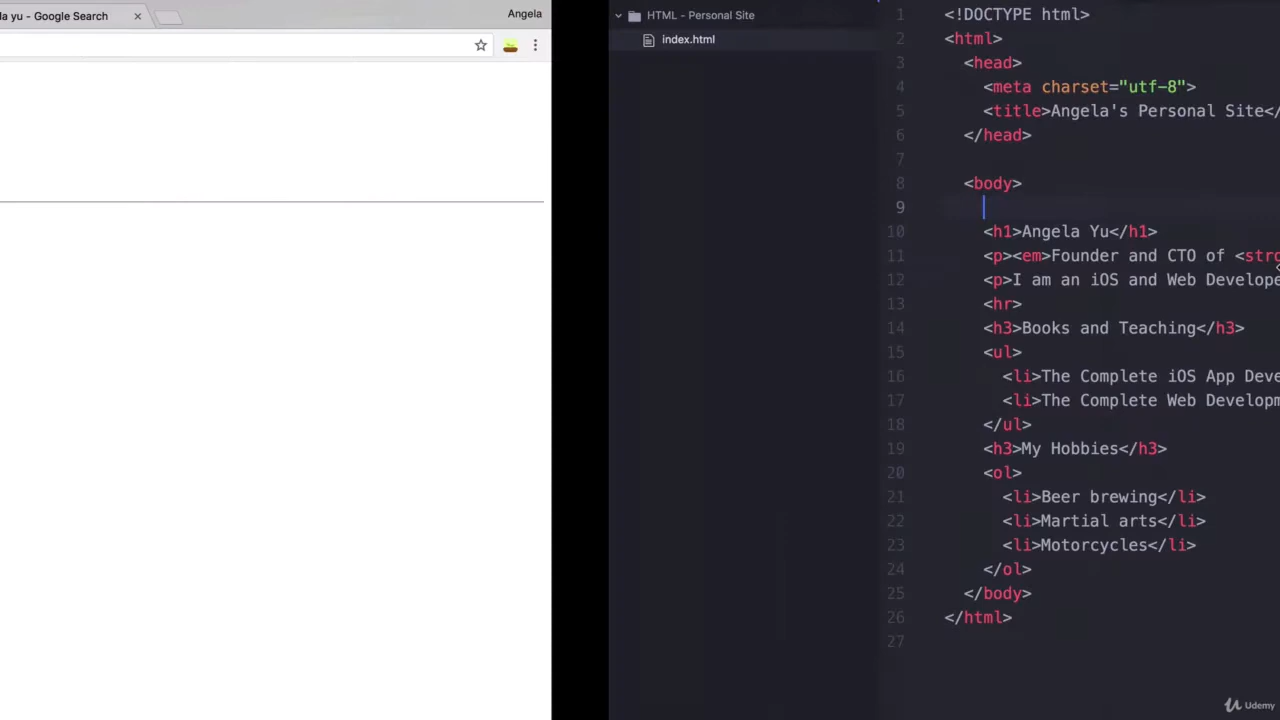 la yu - Google Search
Angela
HTML - Personal Site
index.html
1 <!DOCTYPE html>
2 <html>
3 <head>
4 <meta charset="utf-8">
5 <title>Angela's Personal Site</
6 </head>
7
8 <body>
9
10 <h1>Angela Yu</h1>
11 <p><em>Founder and CTO of <stro
12 <p>I am an iOS and Web Develope
13 <hr>
14 <h3>Books and Teaching</h3>
15 <ul>
16 <li>The Complete iOS App Deve
17 <li>The Complete Web Developm
18 </ul>
19 <h3>My Hobbies</h3>
20 <ol>
21 <li>Beer brewing</li>
22 <li>Martial arts</li>
23 <li>Motorcycles</li>
24 </ol>
25 </body>
26 </html>
27
Udemy